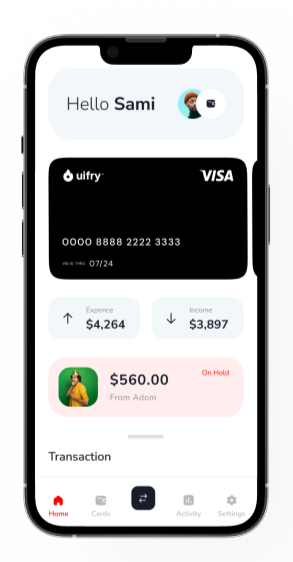 Hello Sami
uifry
VISA
0000 8888 2222 3333
VALID THRU 07/24
Expence
$4,264
Income
$3,897
$560.00
On Hold
From Adom
Transaction
Home
Cards
Activity
Settings